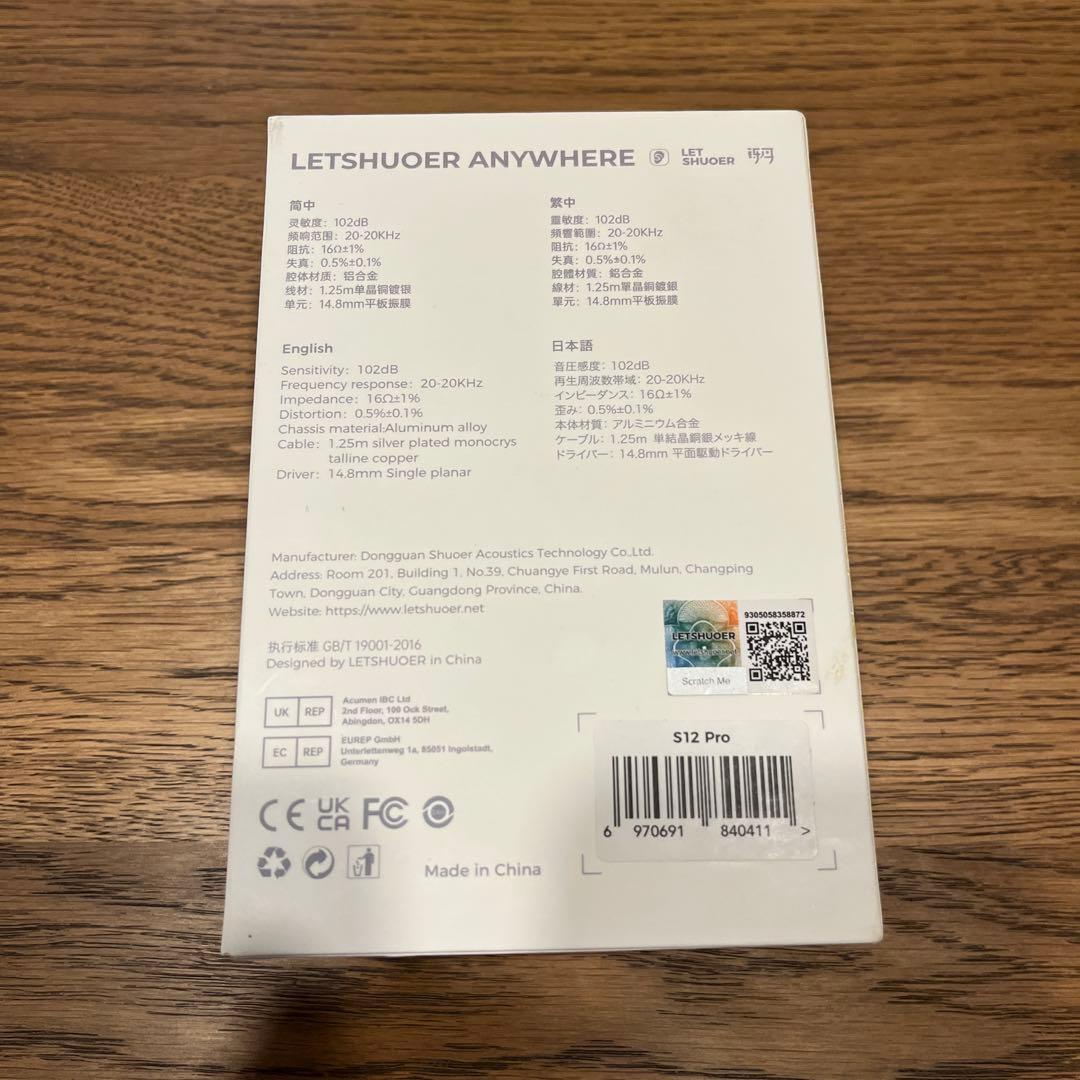 LETSHUOER ANYWHERE
LET
SHUOER
简中
灵敏度：102dB
频响范围：20-20KHz
阻抗：16Ω±1%
失真：0.5%±0.1%
腔体材质：铝合金
线材：1.25m单晶铜镀银
单元：14.8mm平板振膜
繁中
靈敏度：102dB
頻響範圍：20-20KHz
阻抗：16Ω±1%
失真：0.5%±0.1%
腔體材質：鋁合金
線材：1.25m單晶銅鍍銀
單元：14.8mm平板振膜
English
Sensitivity: 102dB
Frequency response: 20-20KHz
Impedance: 16Ω±1%
Distortion: 0.5%±0.1%
Chassis material:Aluminum alloy
Cable: 1.25m silver plated monocrys
talline copper
Driver: 14.8mm Single planar
日本語
音圧感度：102dB
再生周波数帯域：20-20KHz
インピーダンス：16Ω±1%
歪み：0.5%±0.1%
本体材質：アルミニウム合金
ケーブル：1.25m 単結晶銅銀メッキ線
ドライバー：14.8mm 平面駆動ドライバー
Manufacturer: Dongguan Shuoer Acoustics Technology Co.,Ltd.
Address: Room 201, Building 1, No.39, Chuangye First Road, Mulun, Changping
Town, Dongguan City, Guangdong Province, China.
Website: https://www.letshuoer.net
执行标准 GB/T 19001-2016
Designed by LETSHUOER in China
LETSHUOER
www.letshuoer.net
Scratch Me
9305058358872
UK REP
Acumen IBC Ltd
2nd Floor, 100 Ock Street,
Abingdon, OX14 5DH
EC REP
EUREP GmbH
Unterlettenweg 1a, 85051 Ingolstadt,
Germany
S12 Pro
6 970691 840411 >
CE UK CA FC
Made in China